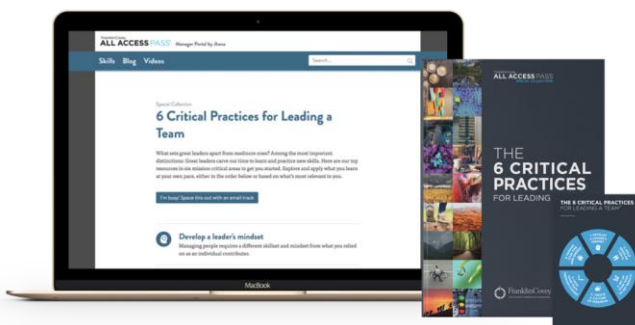 FranklinCovey
ALL ACCESS PASS Manager Portal by Jhana
Skills Blog Videos
Search...
Special Collection
6 Critical Practices for Leading a
Team
What sets great leaders apart from mediocre ones? Among the most important
distinctions: Great leaders carve out time to learn and practice new skills. Here are our top
resources in six mission critical areas to get you started. Explore and apply what you learn
at your own pace, either in the order below or based on what's most relevant to you.
I'm busy! Space this out with an email track
Develop a leader's mindset
Managing people requires a different skillset and mindset from what you relied
on as an individual contributor.
MacBook
ALL ACCESS PASS
THE
6 CRITICAL
PRACTICES
FOR LEADING
FranklinCovey
THE 6 CRITICAL PRACTICES
FOR LEADING A TEAM